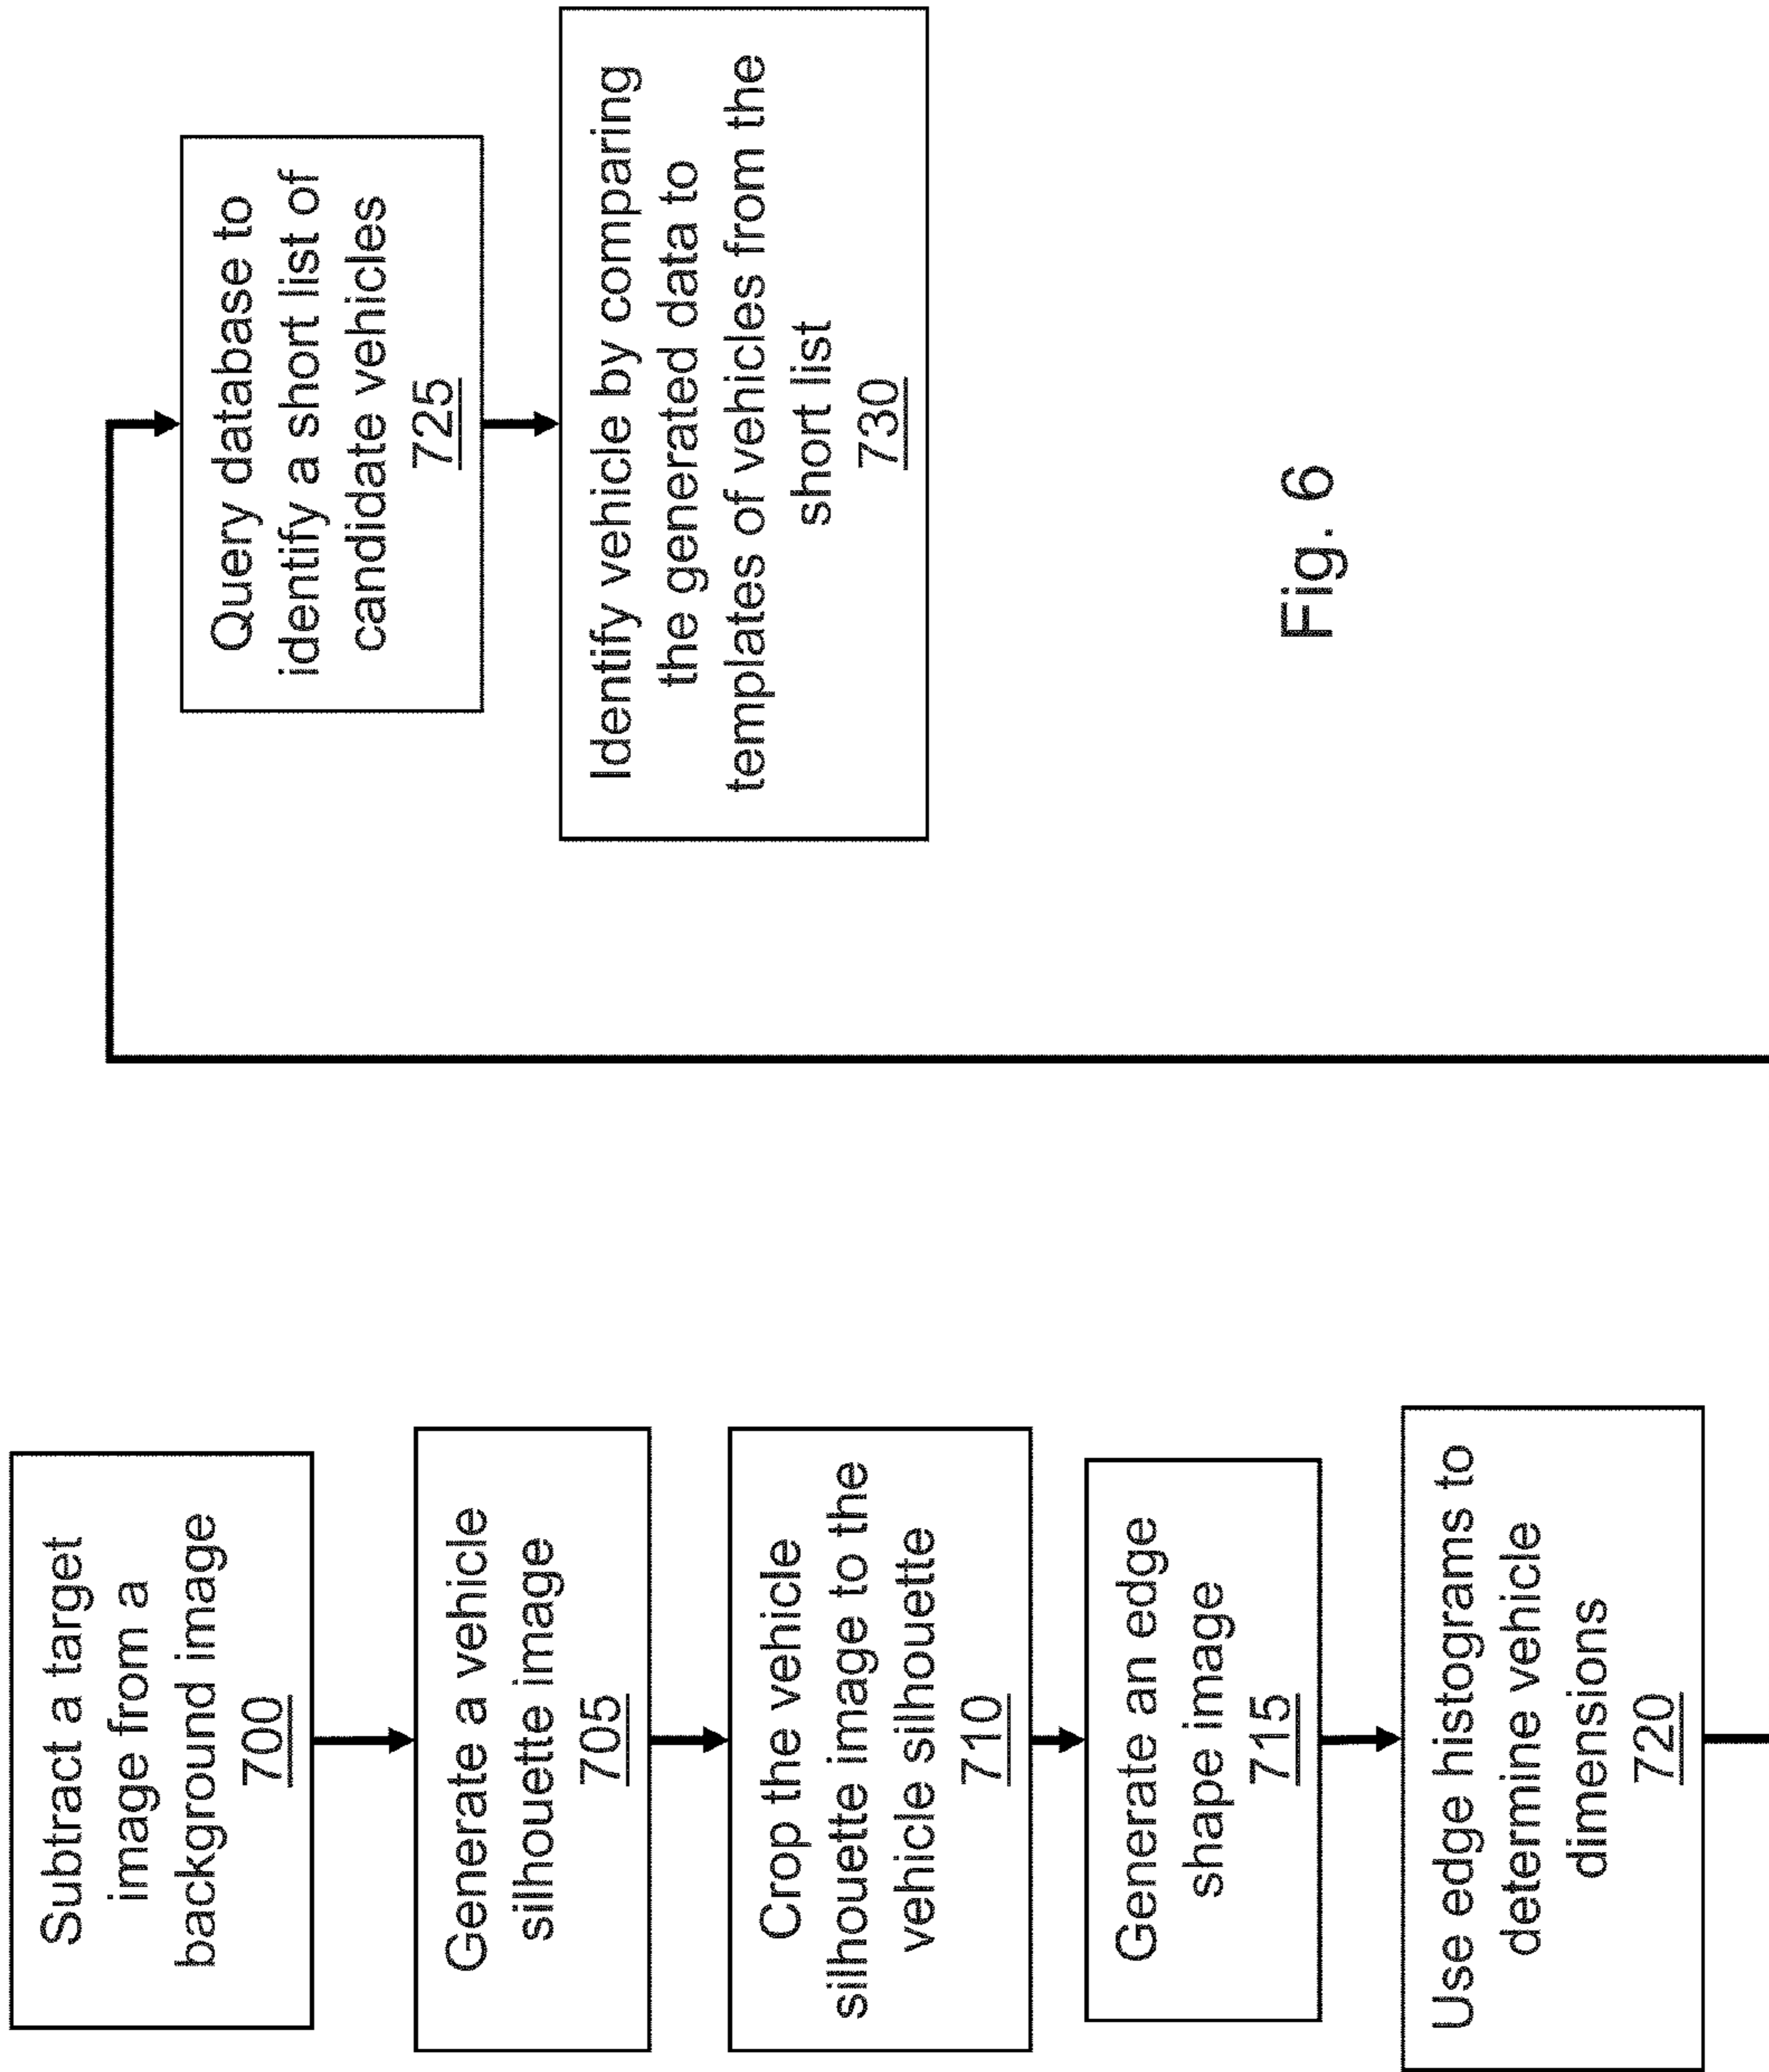 Subtract a target
image from a
background image
700
Generate a vehicle
silhouette image
705
Crop the vehicle
silhouette image to the
vehicle silhouette
710
Generate an edge
shape image
715
Use edge histograms to
determine vehicle
dimensions
720
Query database to
identify a short list of
candidate vehicles
725
Identify vehicle by comparing
the generated data to
templates of vehicles from the
short list
730
Fig. 6